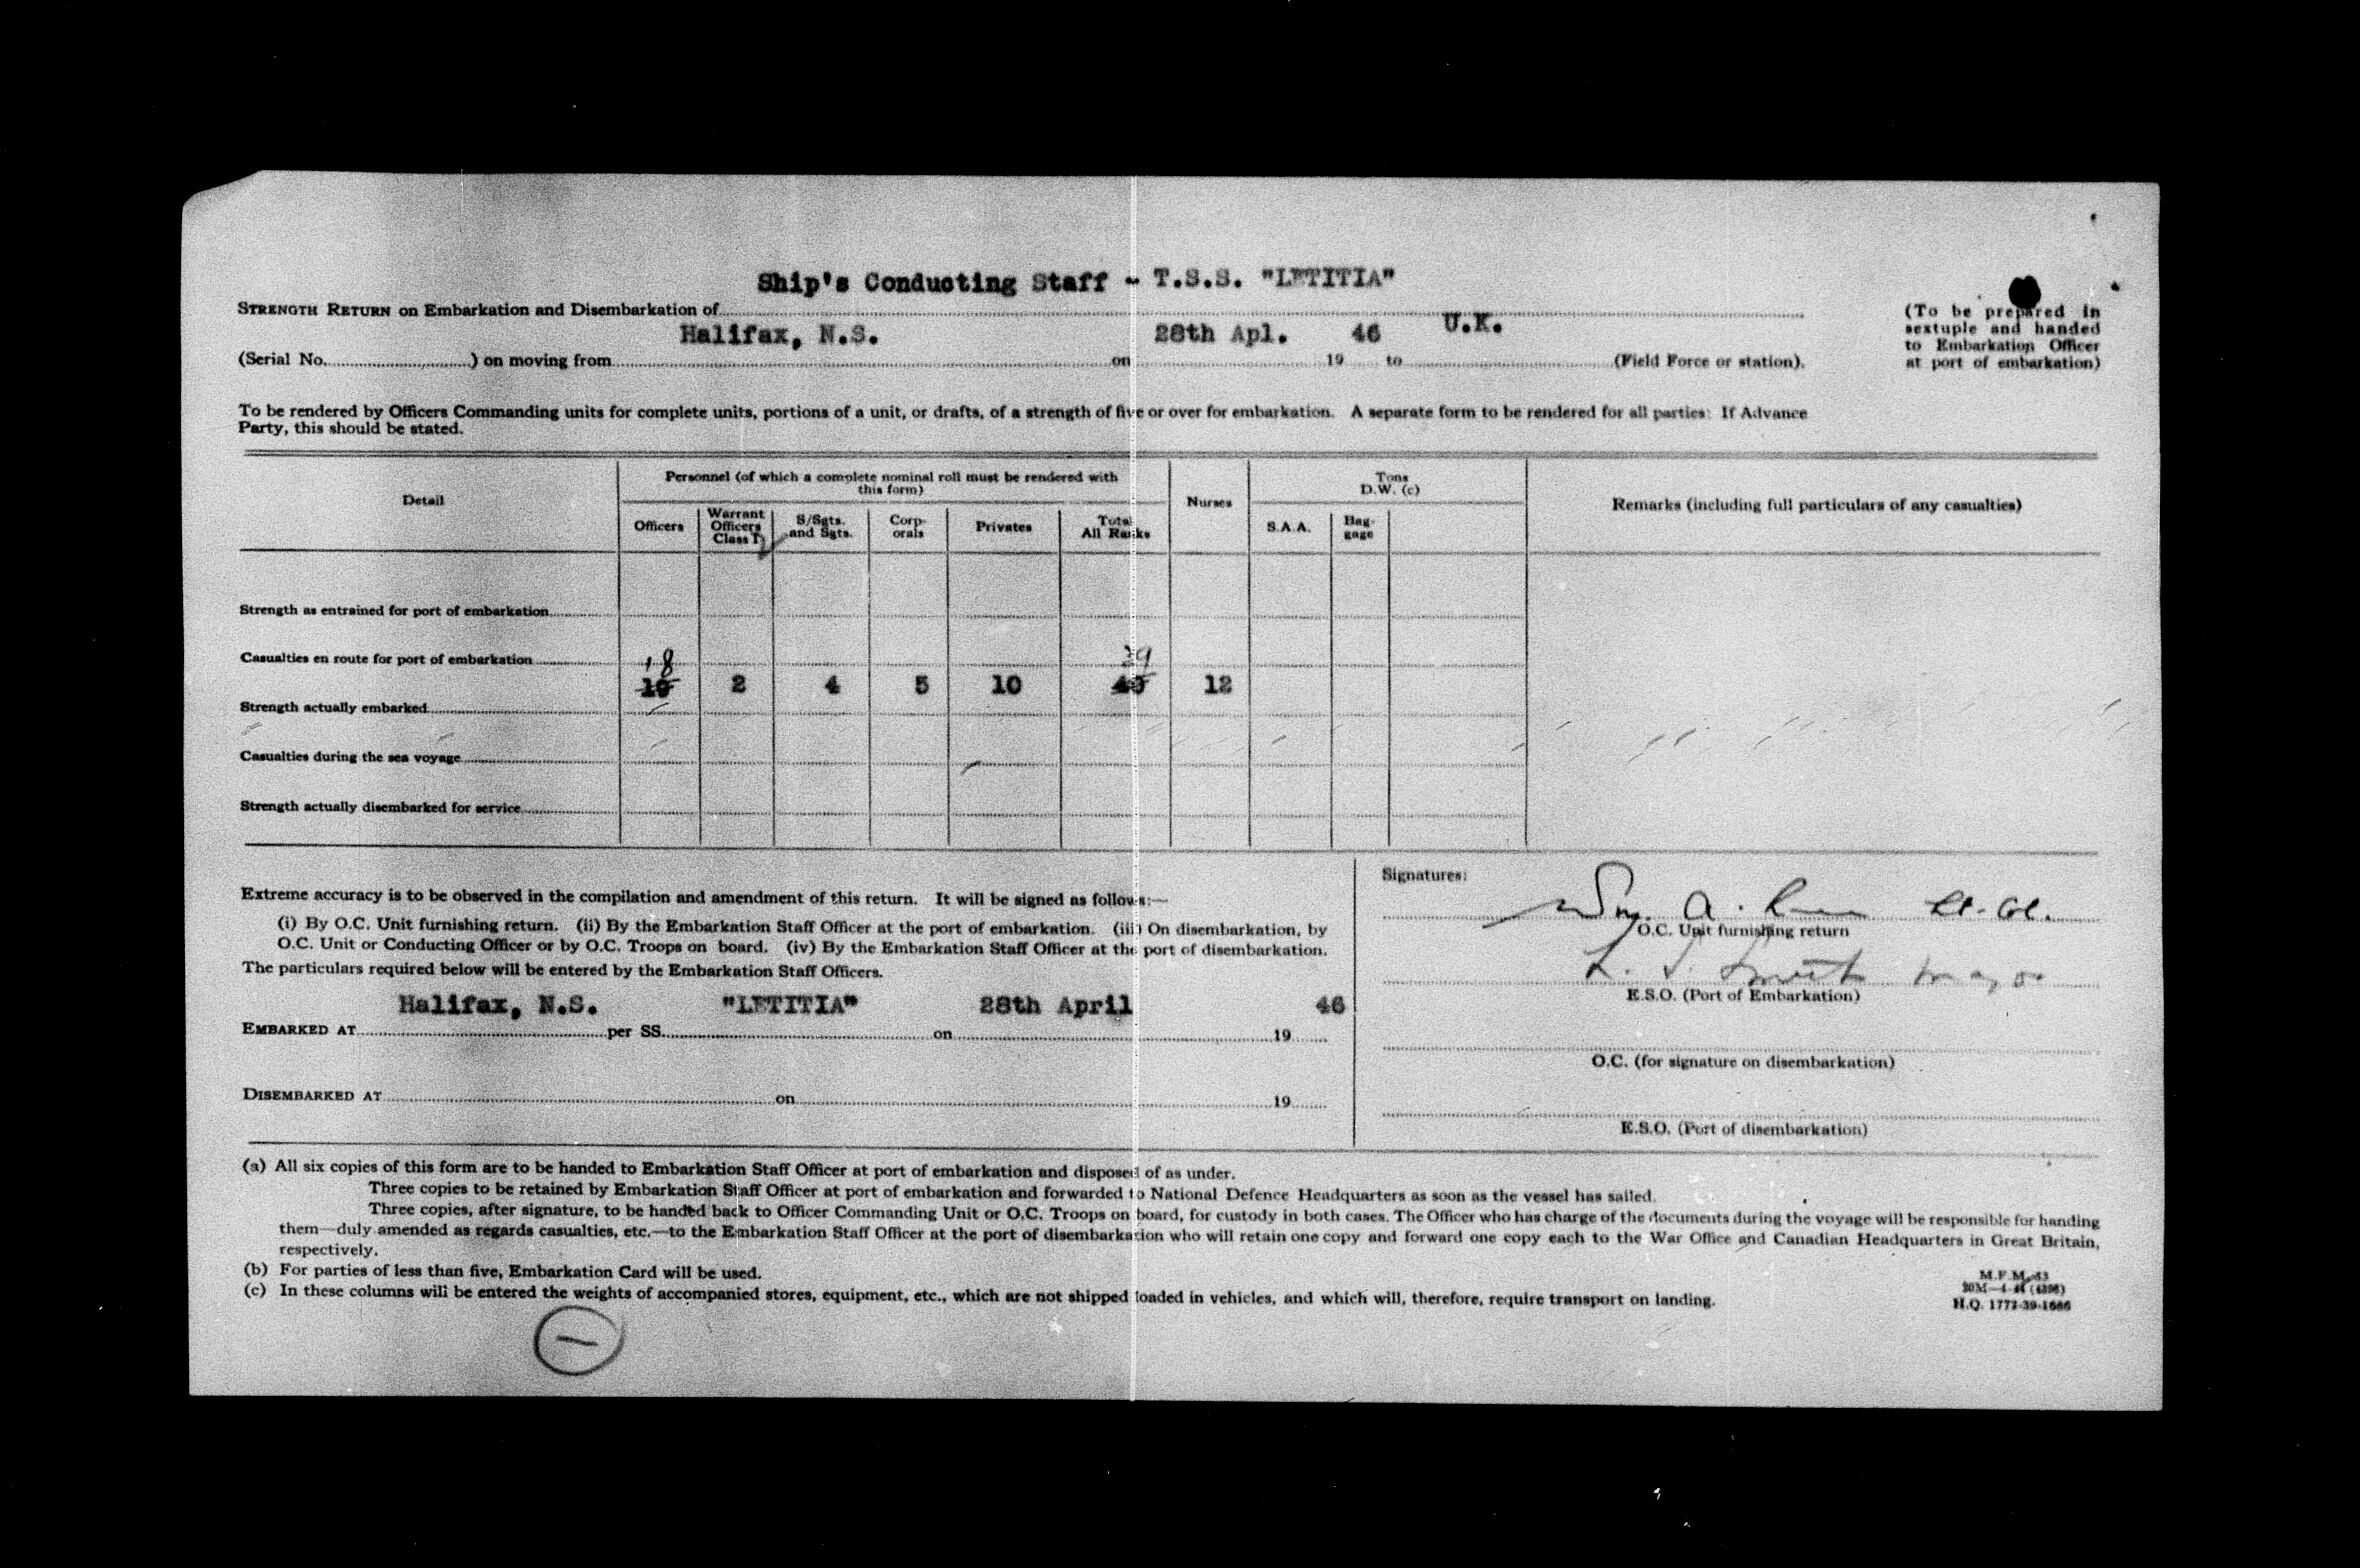 Ship's Conducting Staff - T.S.S. "LETITIA"
STRENGTH RETURN on Embarkation and Disembarkation of
Halifax, N.S. 28th Apl. 46 U.K.
(Serial No. ) on moving from on 19 to (Field Force or station).
(To be prepared in
sextuple and handed
to Embarkation Officer
at port of embarkation)
To be rendered by Officers Commanding units for complete units, portions of a unit, or drafts, of a strength of five or over for embarkation. A separate form to be rendered for all parties: If Advance
Party, this should be stated.
Detail
Personnel (of which a complete nominal roll must be rendered with
this form)
Officers
Warrant
Officers
Class I
S/Sgts.
and Sgts.
Corp-
orals
Privates
Total
All Ranks
Nurses
Tons
D.W. (c)
S.A.A.
Bag-
gage
Remarks (including full particulars of any casualties)
Strength as entrained for port of embarkation
Casualties en route for port of embarkation
18 39
2 4 5 10 12
Strength actually embarked
Casualties during the sea voyage
Strength actually disembarked for service
Extreme accuracy is to be observed in the compilation and amendment of this return. It will be signed as follows:—
(i) By O.C. Unit furnishing return. (ii) By the Embarkation Staff Officer at the port of embarkation. (iii) On disembarkation, by
O.C. Unit or Conducting Officer or by O.C. Troops on board. (iv) By the Embarkation Staff Officer at the port of disembarkation.
The particulars required below will be entered by the Embarkation Staff Officers.
Halifax, N.S. "LETITIA" 28th April 46
EMBARKED AT per SS. on 19
DISEMBARKED AT on 19
Signatures:
Wm. A. Lt. Col.
O.C. Unit furnishing return
Smith Major
E.S.O. (Port of Embarkation)
O.C. (for signature on disembarkation)
E.S.O. (Port of disembarkation)
(a) All six copies of this form are to be handed to Embarkation Staff Officer at port of embarkation and disposed of as under.
Three copies to be retained by Embarkation Staff Officer at port of embarkation and forwarded to National Defence Headquarters as soon as the vessel has sailed.
Three copies, after signature, to be handed back to Officer Commanding Unit or O.C. Troops on board, for custody in both cases. The Officer who has charge of the documents during the voyage will be responsible for handing
them—duly amended as regards casualties, etc.—to the Embarkation Staff Officer at the port of disembarkation who will retain one copy and forward one copy each to the War Office and Canadian Headquarters in Great Britain,
respectively.
(b) For parties of less than five, Embarkation Card will be used.
(c) In these columns will be entered the weights of accompanied stores, equipment, etc., which are not shipped loaded in vehicles, and which will, therefore, require transport on landing.
M.F.M. 53
H.Q. 1772-39-1686